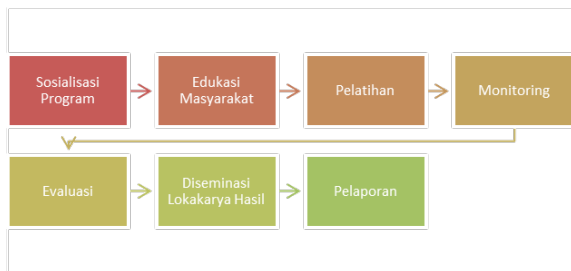 Sosialisasi
Program
Edukasi
Masyarakat
Pelatihan
Monitoring
Evaluasi
Diseminasi
Lokakarya Hasil
Pelaporan